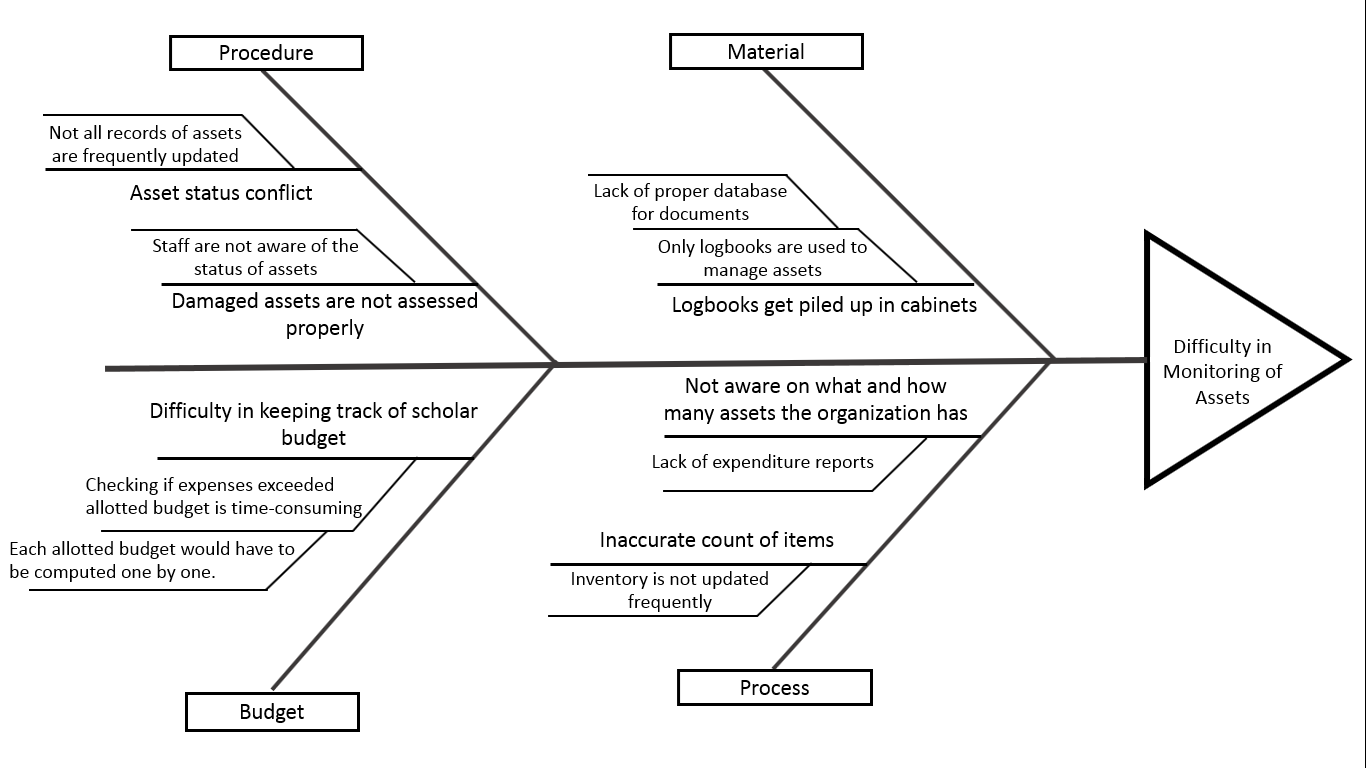 Procedure
Material
Not all records of assets
are frequently updated
Asset status conflict
Staff are not aware of the
status of assets
Damaged assets are not assessed
properly
Lack of proper database
for documents
Only logbooks are used to
manage assets
Logbooks get piled up in cabinets
Difficulty in
Monitoring of
Assets
Difficulty in keeping track of scholar
budget
Checking if expenses exceeded
allotted budget is time-consuming
Each allotted budget would have to
be computed one by one.
Not aware on what and how
many assets the organization has
Lack of expenditure reports
Inaccurate count of items
Inventory is not updated
frequently
Budget
Process